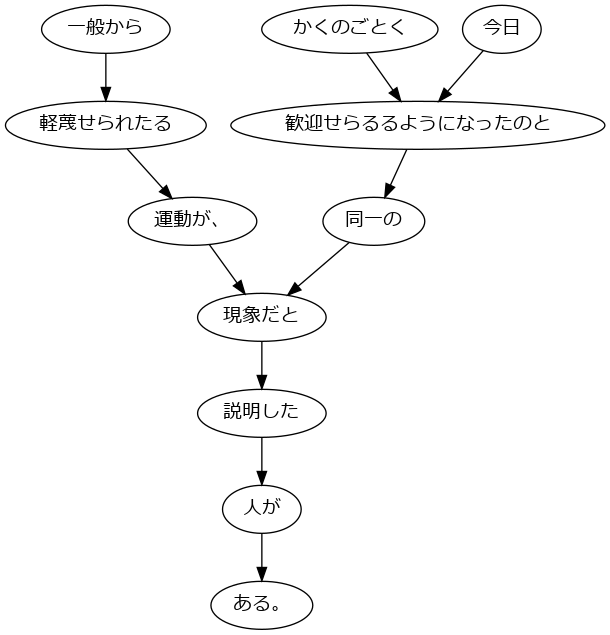 一般から
かくのごとく
今日
軽蔑せられたる
歓迎せらるるようになったのと
運動が、
同一の
現象だと
説明した
人が
ある。